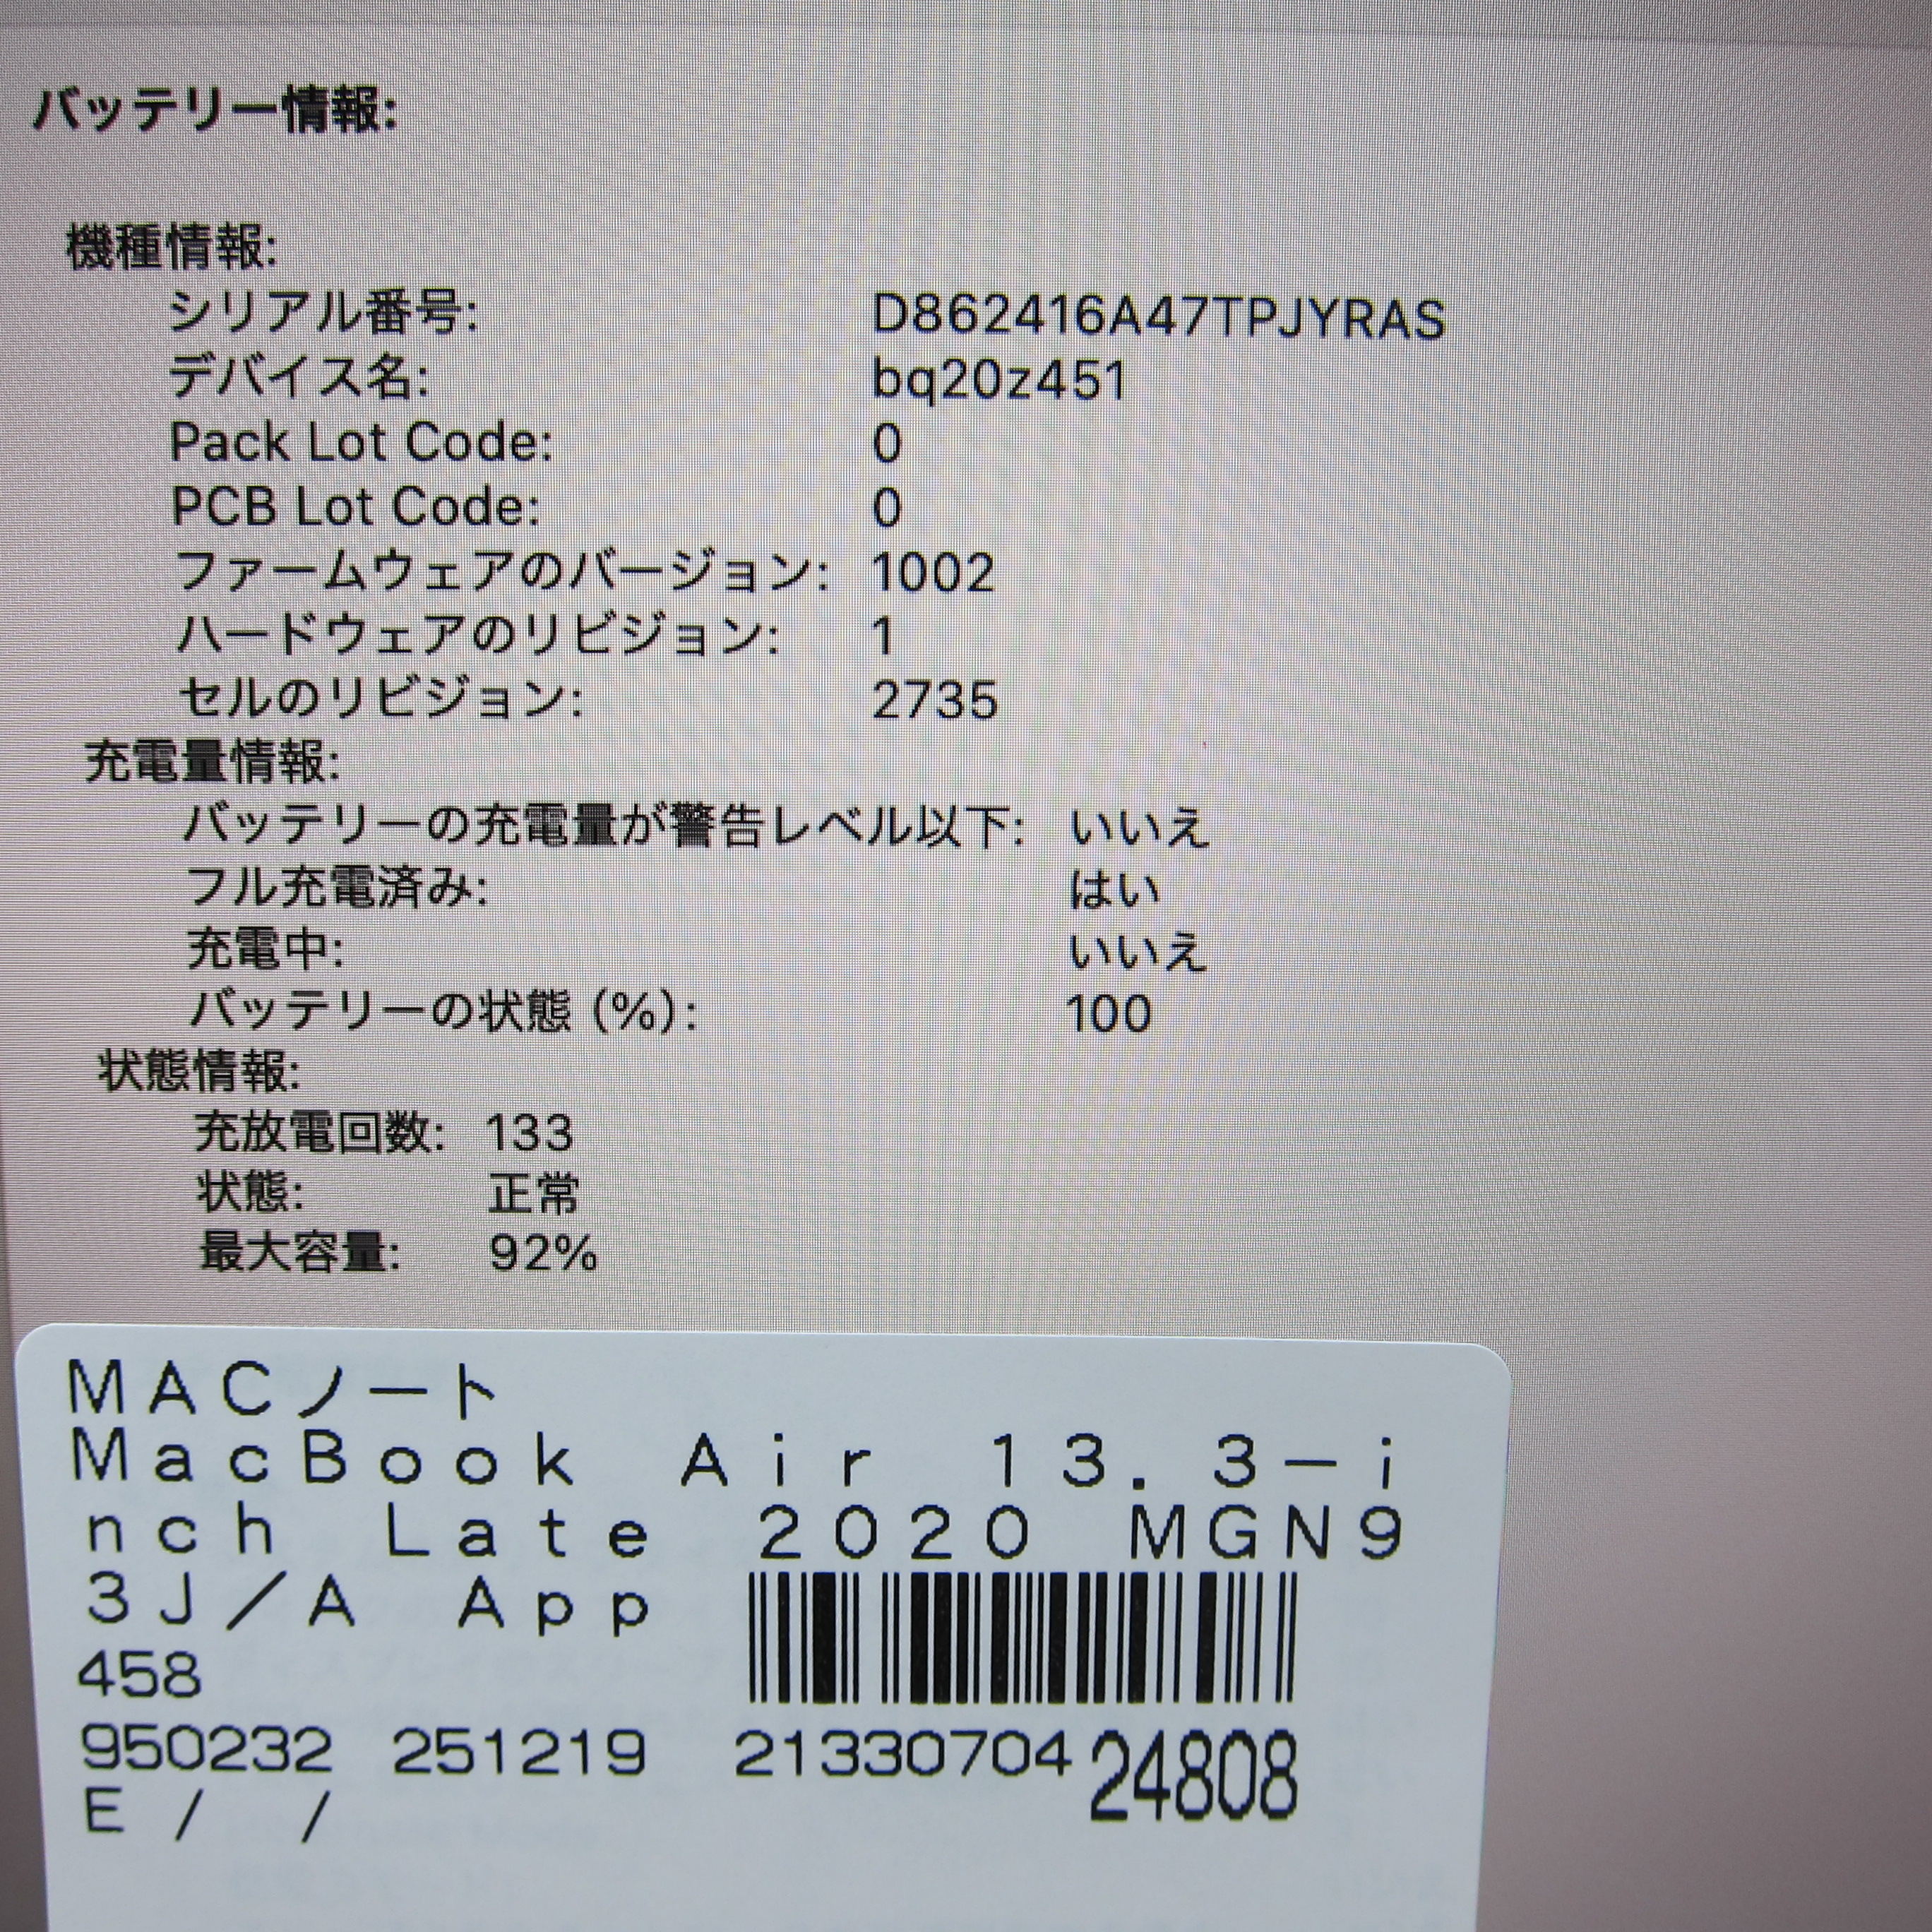 バッテリー情報:
機種情報:
シリアル番号: D862416A47TPJYRAS
デバイス名: bq20z451
Pack Lot Code: 0
PCB Lot Code: 0
ファームウェアのバージョン: 1002
ハードウェアのリビジョン: 1
セルのリビジョン: 2735
充電量情報:
バッテリーの充電量が警告レベル以下: いいえ
フル充電済み: はい
充電中: いいえ
バッテリーの状態 (%): 100
状態情報:
充放電回数: 133
状態: 正常
最大容量: 92%
MACノート
MacBook Air 13.3-i
nch Late 2020 MGN9
3J/A App
458
950232 251219 21330704 24808
E / /